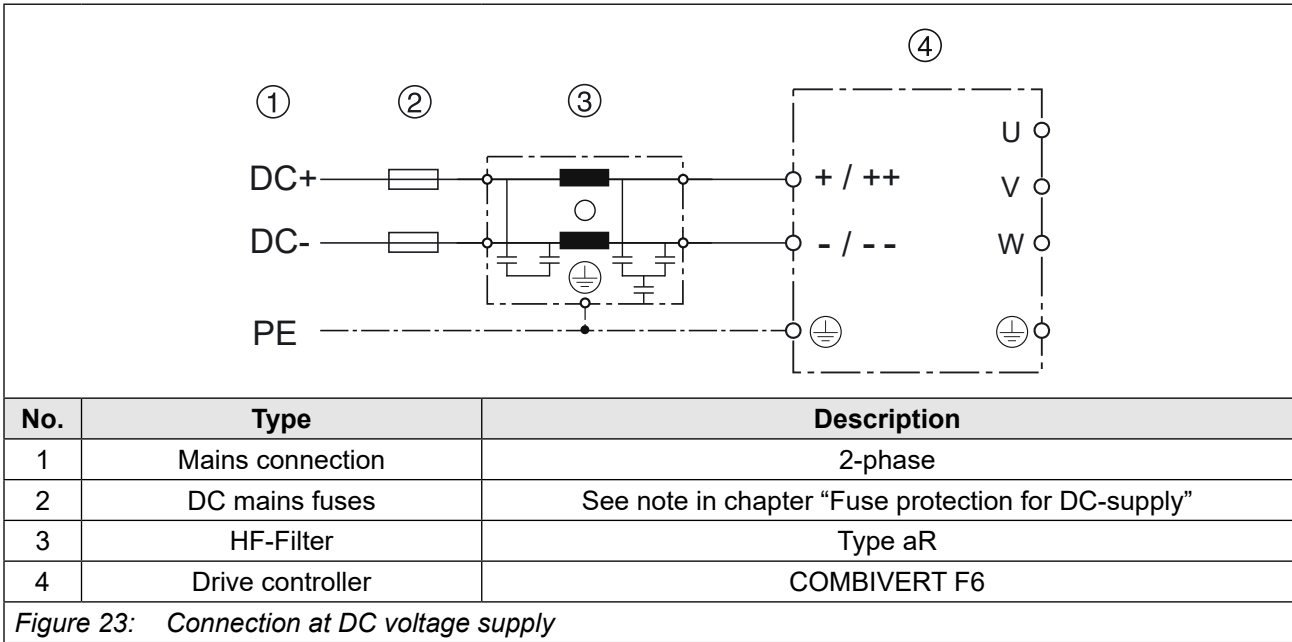 ① ② ③ ④
DC+ + / ++ U
V
DC- - / - - W
PE
No. Type Description
1 Mains connection 2-phase
2 DC mains fuses See note in chapter “Fuse protection for DC-supply”
3 HF-Filter Type aR
4 Drive controller COMBIVERT F6
Figure 23: Connection at DC voltage supply